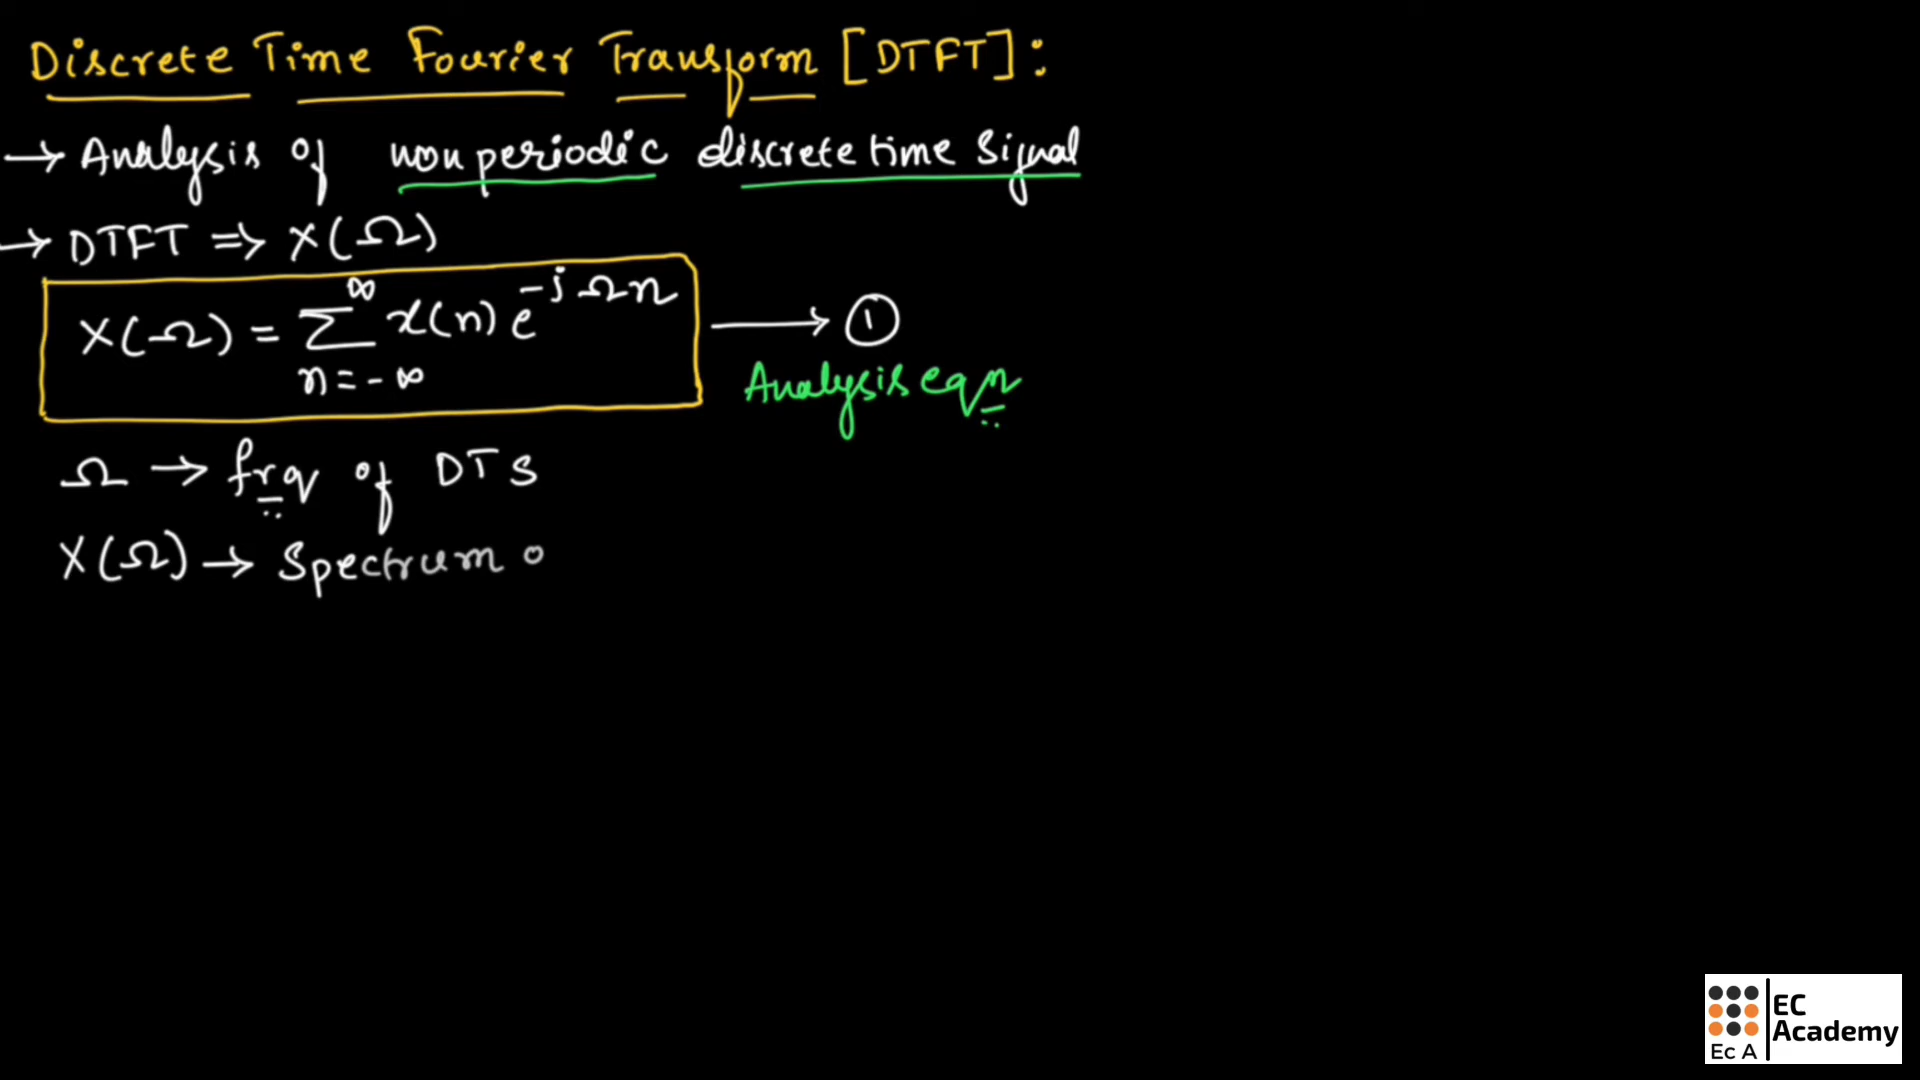 Discrete Time Fourier Transform [DTFT]:
→ Analysis of non periodic discrete time signal
→ DTFT => X(Ω)
X(Ω) = ∑_{n=-∞}^{∞} x(n) e^{-jΩn} → ①
Analysis eqn
Ω → frq of DTS
X(Ω) → Spectrum o
EC
Academy
Ec A